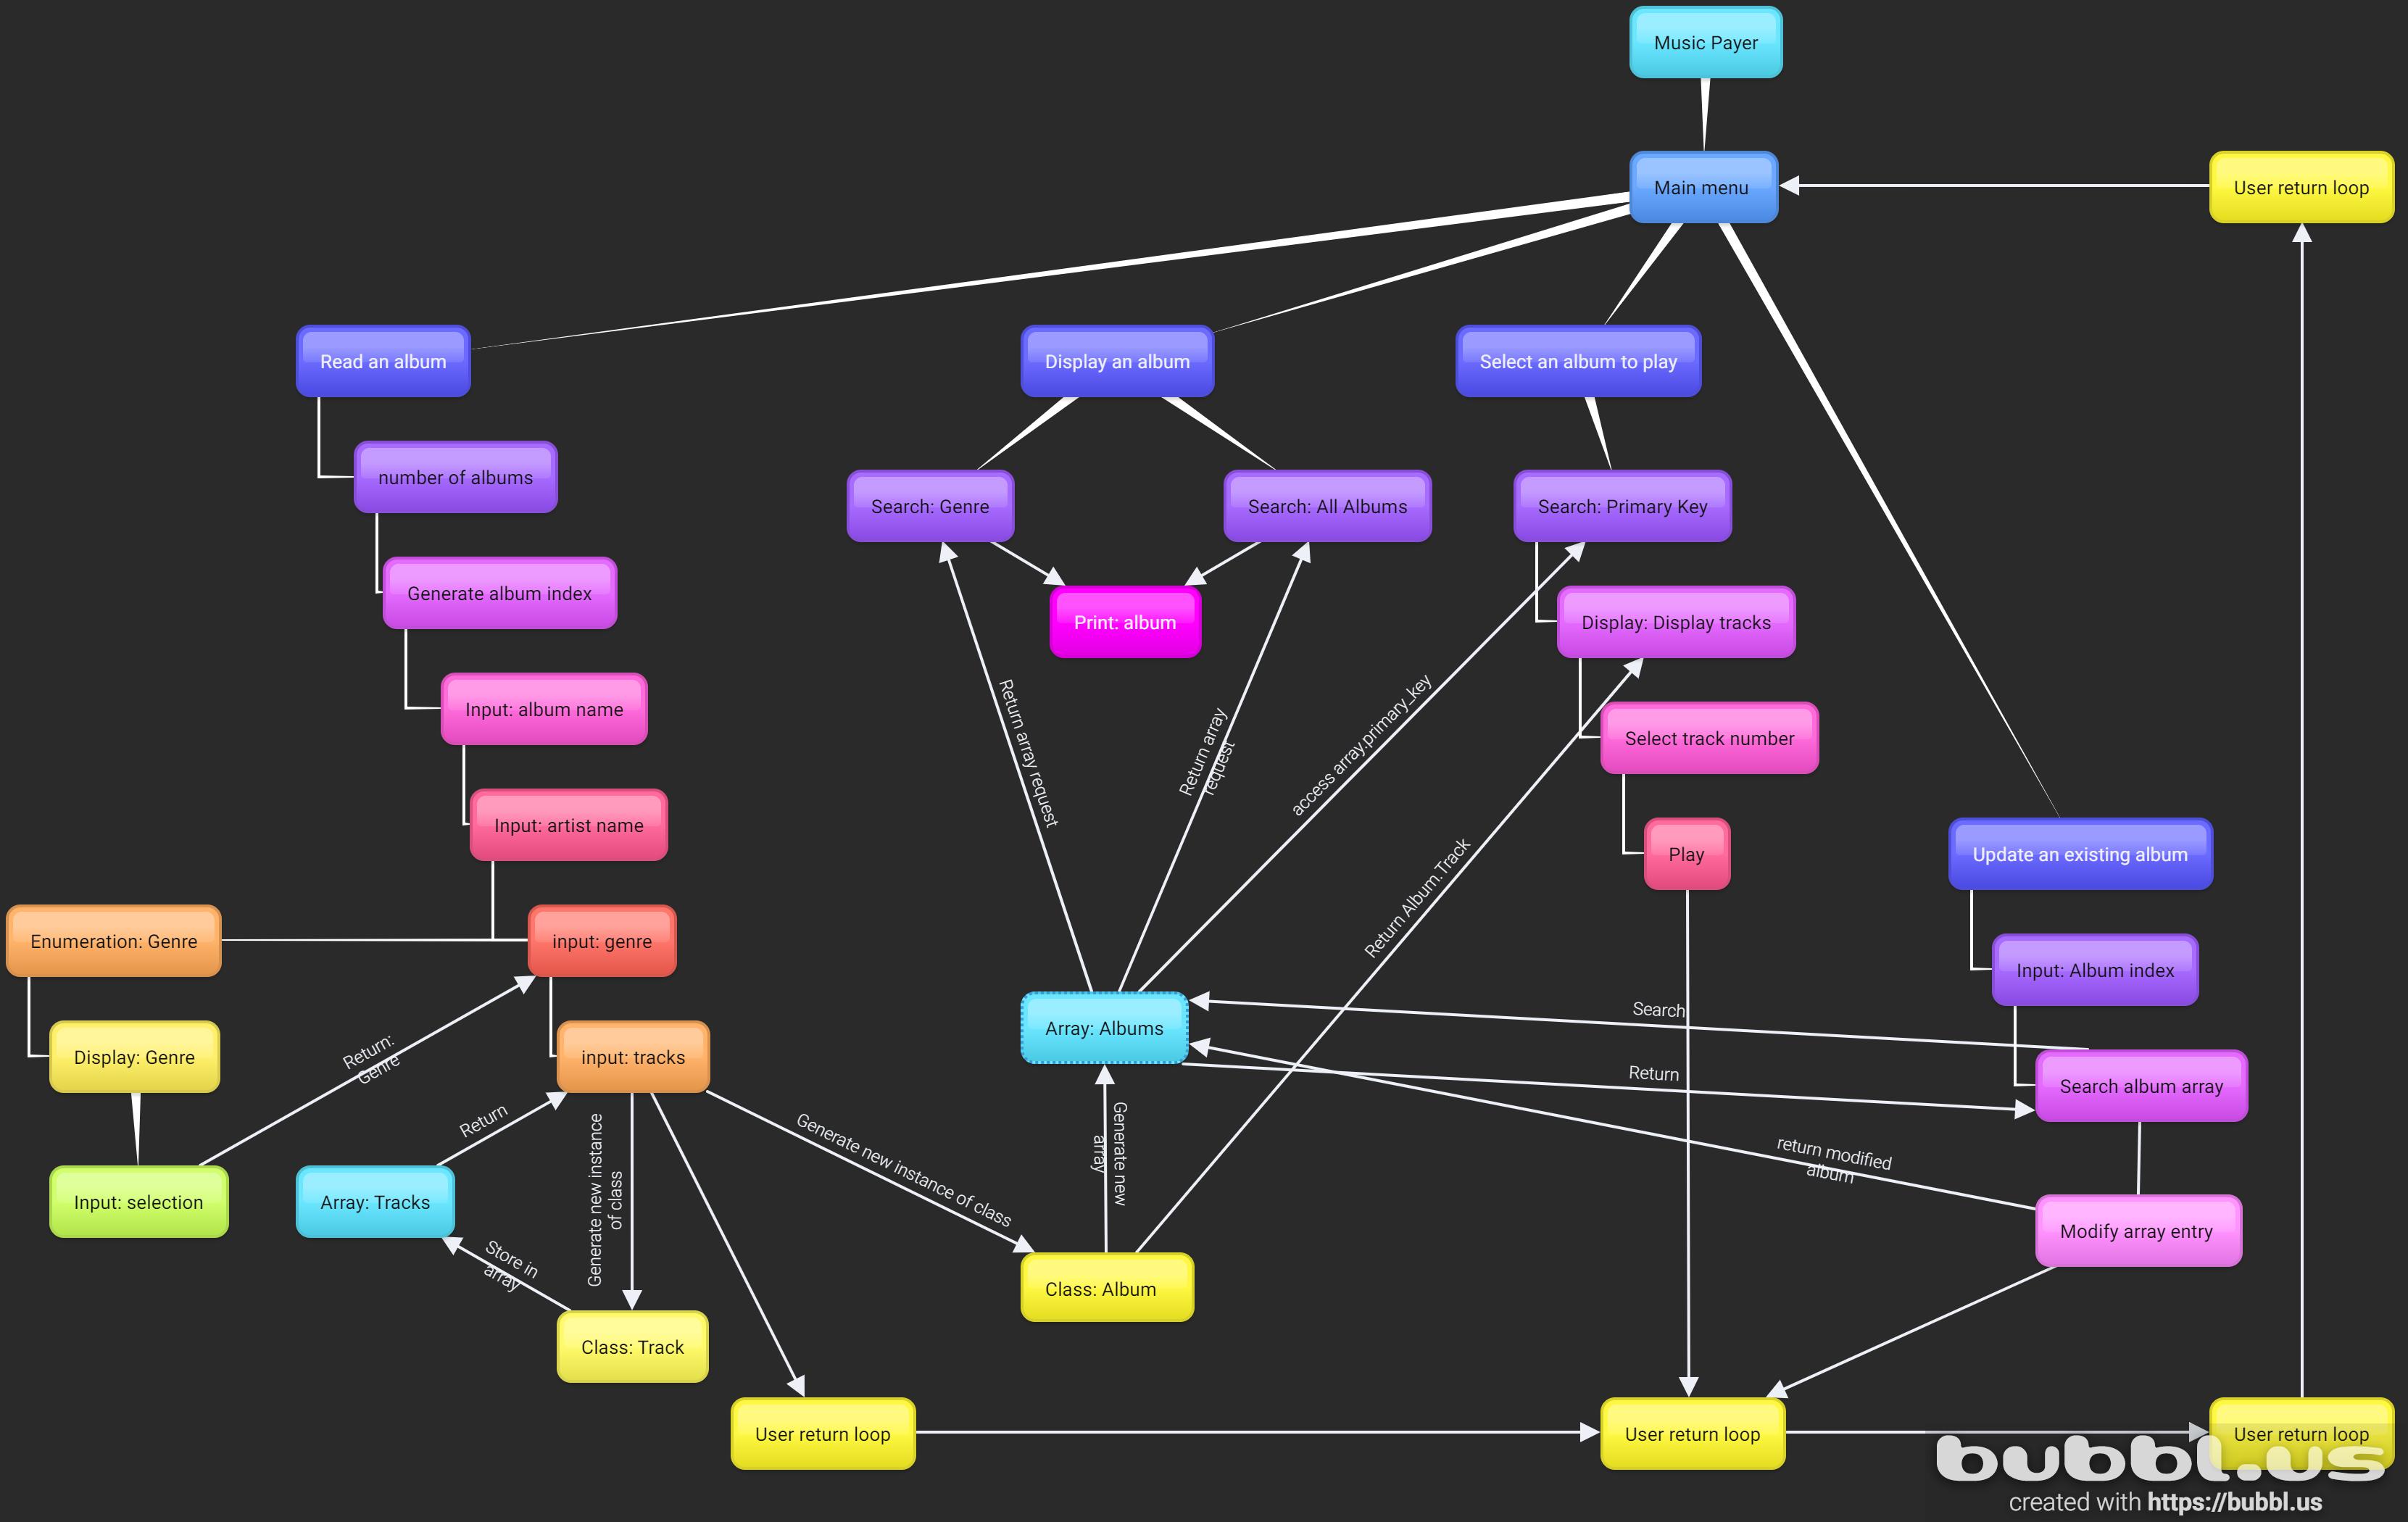 Music Payer
Main menu
User return loop
Read an album
Display an album
Select an album to play
number of albums
Search: Genre
Search: All Albums
Search: Primary Key
Generate album index
Print: album
Display: Display tracks
Input: album name
Return array request
Return array
request
access array.primary_key
Select track number
Input: artist name
Return Album.Track
Play
Update an existing album
Enumeration: Genre
input: genre
Input: Album index
Array: Albums
Search
Display: Genre
Return:
Genre
input: tracks
Return
Search album array
Return
Generate new instance
of class
Generate new instance of class
Generate new
array
return modified
album
Input: selection
Array: Tracks
Modify array entry
Store in
array
Class: Album
Class: Track
User return loop
User return loop
User return loop
bubbl.us
created with https://bubbl.us